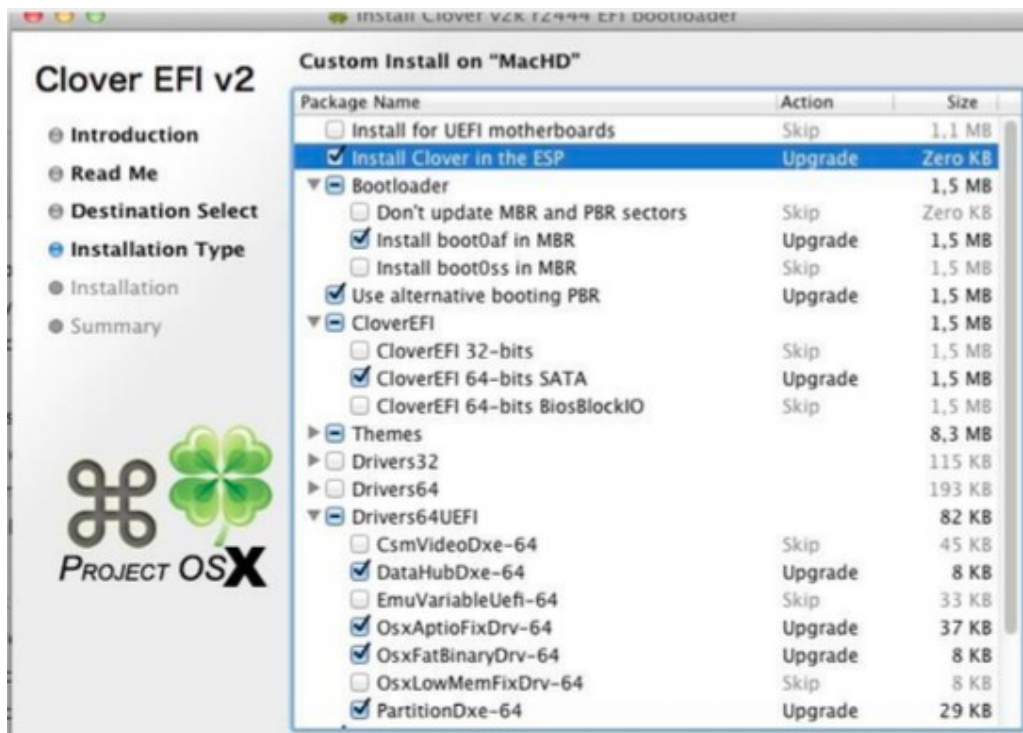 Install Clover v2k r2444 EFI bootloader
Clover EFI v2
Introduction
Read Me
Destination Select
Installation Type
Installation
Summary
PROJECT OSX
Custom Install on “MacHD”
Package Name Action Size
Install for UEFI motherboards Skip 1,1 MB
Install Clover in the ESP Upgrade Zero KB
Bootloader 1,5 MB
Don't update MBR and PBR sectors Skip Zero KB
Install boot0af in MBR Upgrade 1,5 MB
Install boot0ss in MBR Skip 1,5 MB
Use alternative booting PBR Upgrade 1,5 MB
CloverEFI 1,5 MB
CloverEFI 32-bits Skip 1,5 MB
CloverEFI 64-bits SATA Upgrade 1,5 MB
CloverEFI 64-bits BiosBlockIO Skip 1,5 MB
Themes 8,3 MB
Drivers32 115 KB
Drivers64 193 KB
Drivers64UEFI 82 KB
CsmVideoDxe-64 Skip 45 KB
DataHubDxe-64 Upgrade 8 KB
EmuVariableUefi-64 Skip 33 KB
OsxAptioFixDrv-64 Upgrade 37 KB
OsxFatBinaryDrv-64 Upgrade 8 KB
OsxLowMemFixDrv-64 Skip 8 KB
PartitionDxe-64 Upgrade 29 KB